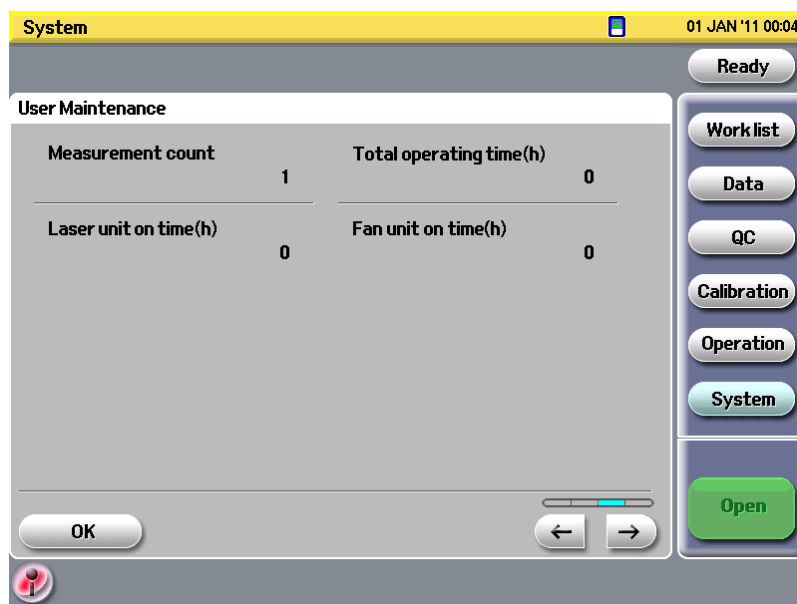 System
01 JAN '11 00:04
Ready
User Maintenance
Measurement count
1
Total operating time(h)
0
Laser unit on time(h)
0
Fan unit on time(h)
0
Work list
Data
QC
Calibration
Operation
System
Open
OK
← →